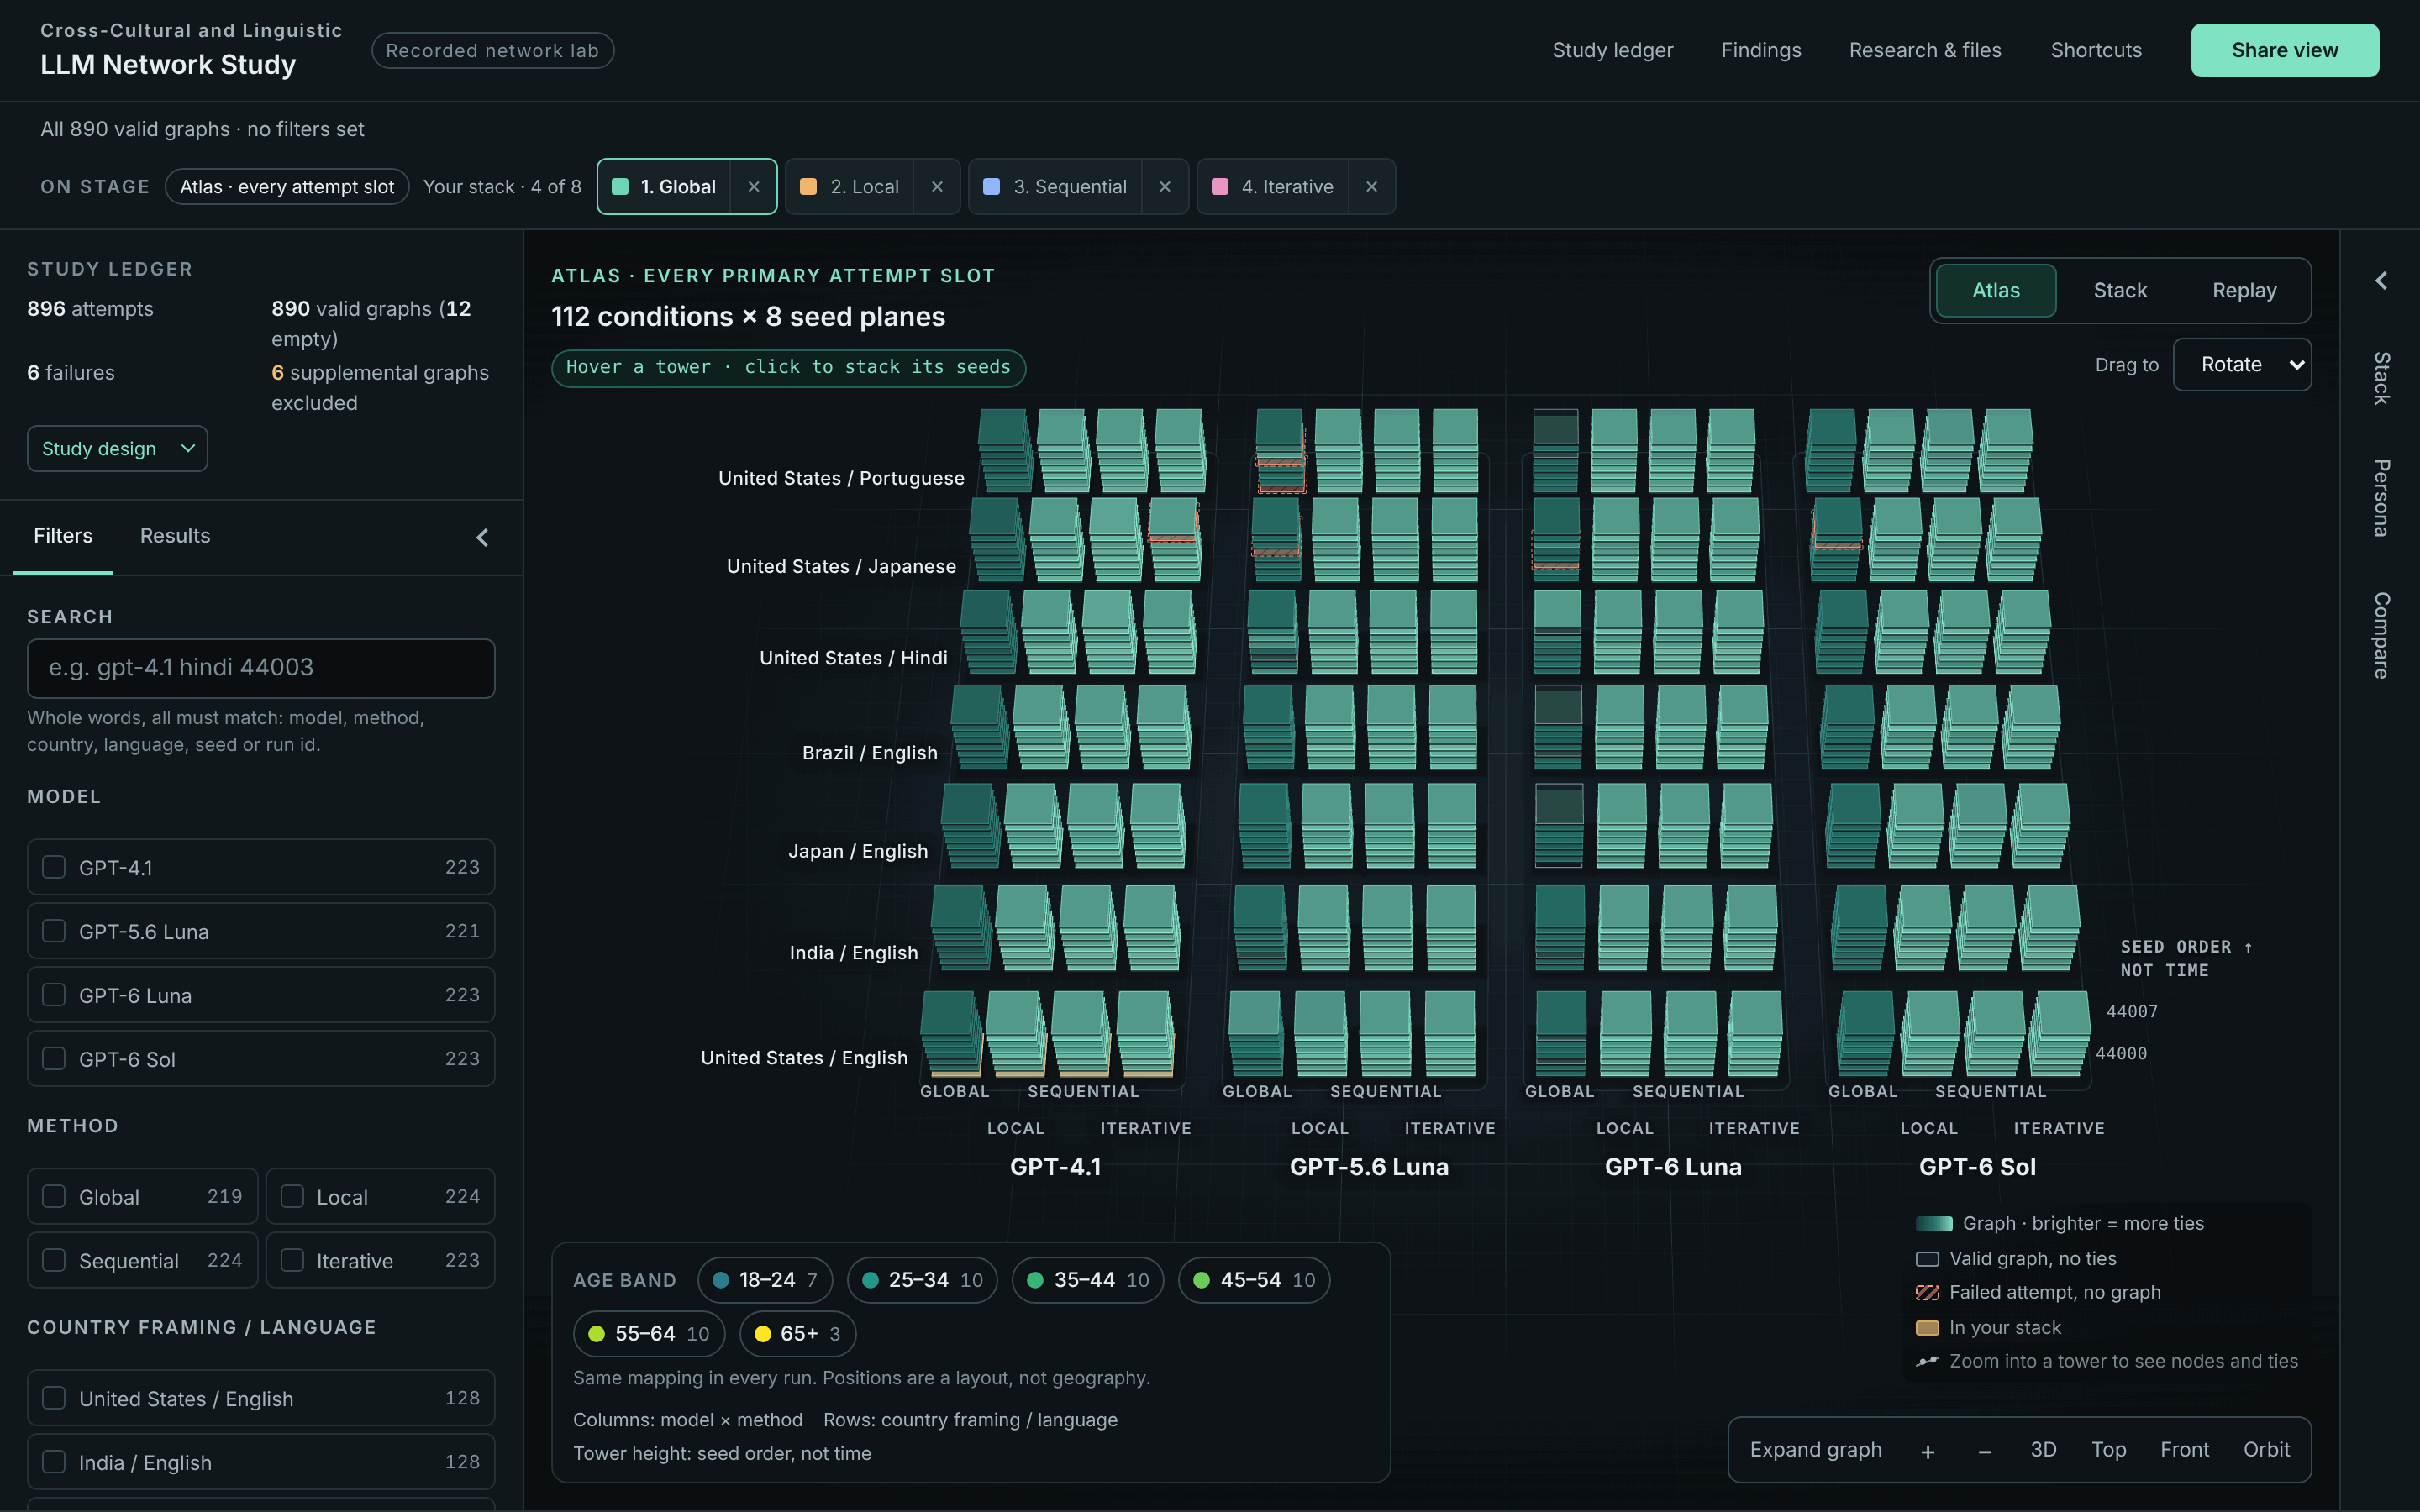 Cross-Cultural and Linguistic
LLM Network Study
Recorded network lab
Study ledger
Findings
Research & files
Shortcuts
Share view
All 890 valid graphs · no filters set
ON STAGE
Atlas · every attempt slot
Your stack · 4 of 8
1. Global ×
2. Local ×
3. Sequential ×
4. Iterative ×
STUDY LEDGER
896 attempts
890 valid graphs (12
empty)
6 failures
6 supplemental graphs
excluded
Study design
Filters
Results
SEARCH
e.g. gpt-4.1 hindi 44003
Whole words, all must match: model, method,
country, language, seed or run id.
MODEL
GPT-4.1 223
GPT-5.6 Luna 221
GPT-6 Luna 223
GPT-6 Sol 223
METHOD
Global 219
Local 224
Sequential 224
Iterative 223
COUNTRY FRAMING / LANGUAGE
United States / English 128
India / English 128
ATLAS · EVERY PRIMARY ATTEMPT SLOT
112 conditions × 8 seed planes
Hover a tower · click to stack its seeds
Atlas
Stack
Replay
Drag to
Rotate
United States / Portuguese
United States / Japanese
United States / Hindi
Brazil / English
Japan / English
India / English
United States / English
SEED ORDER ↑
NOT TIME
44007
44000
GLOBAL SEQUENTIAL GLOBAL SEQUENTIAL GLOBAL SEQUENTIAL GLOBAL SEQUENTIAL
LOCAL ITERATIVE LOCAL ITERATIVE LOCAL ITERATIVE LOCAL ITERATIVE
GPT-4.1 GPT-5.6 Luna GPT-6 Luna GPT-6 Sol
Graph · brighter = more ties
Valid graph, no ties
Failed attempt, no graph
In your stack
Zoom into a tower to see nodes and ties
AGE BAND
18–24 7
25–34 10
35–44 10
45–54 10
55–64 10
65+ 3
Same mapping in every run. Positions are a layout, not geography.
Columns: model × method Rows: country framing / language
Tower height: seed order, not time
Expand graph + − 3D Top Front Orbit
Stack
Persona
Compare